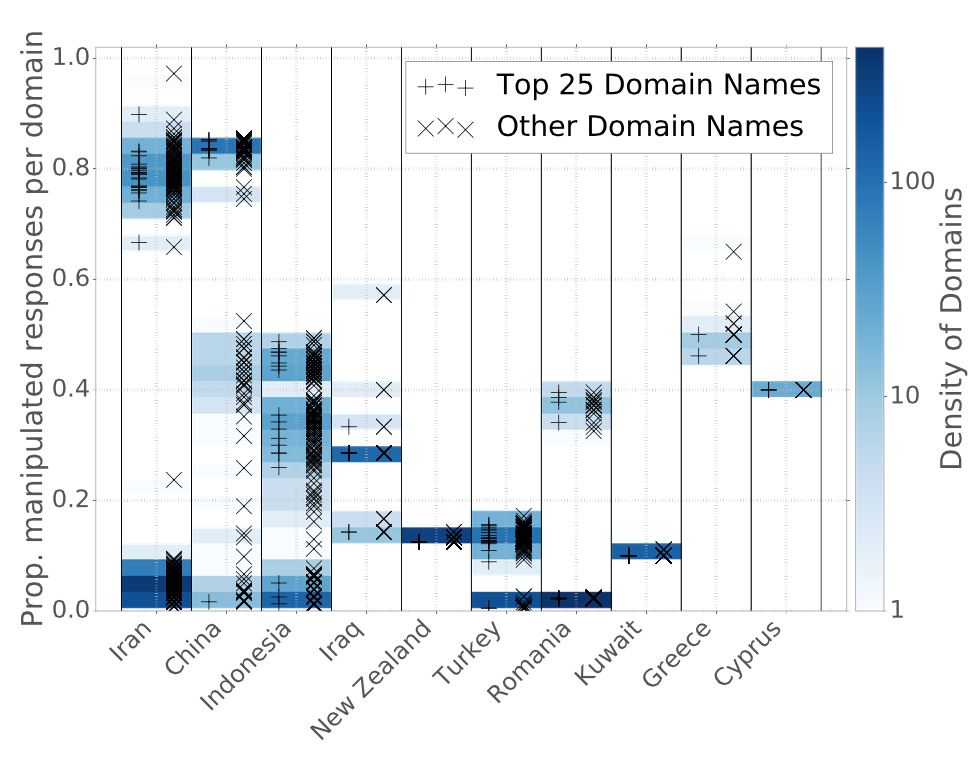 Prop. manipulated responses per domain
1.0
0.8
0.6
0.4
0.2
0.0
Top 25 Domain Names
Other Domain Names
Iran
China
Indonesia
Iraq
New Zealand
Turkey
Romania
Kuwait
Greece
Cyprus
100
10
1
Density of Domains